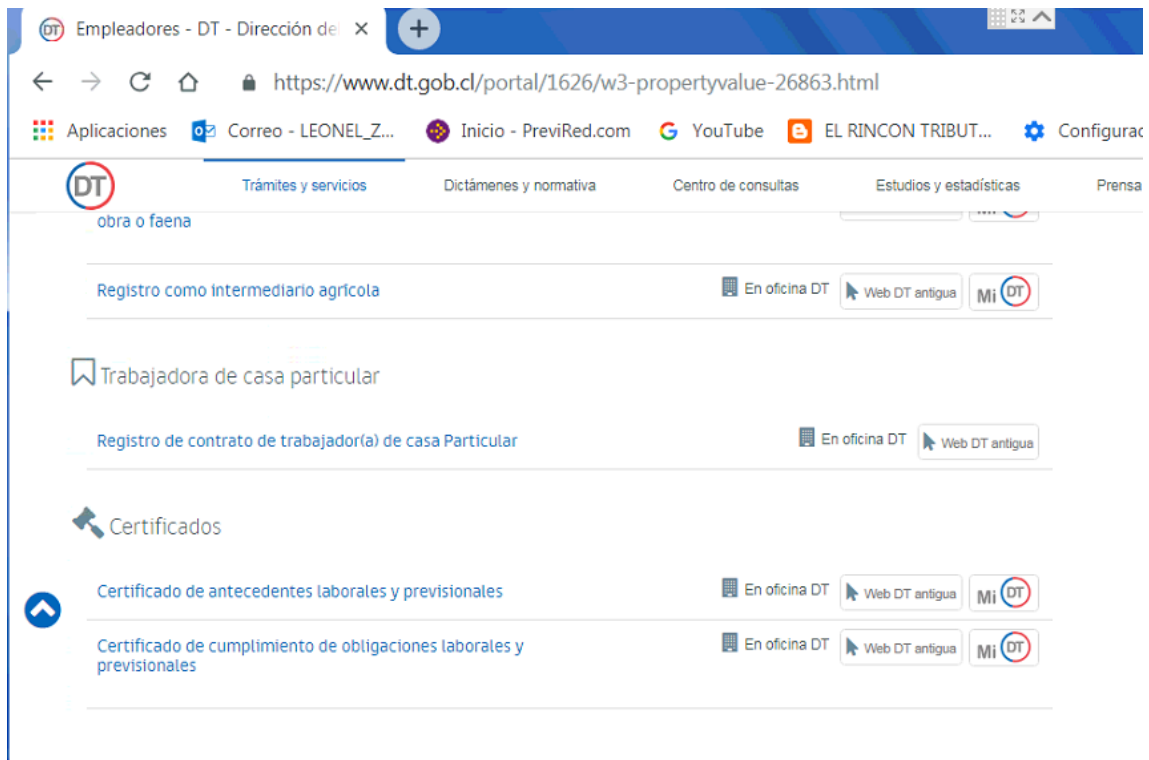 DT Empleadores - DT - Dirección de
https://www.dt.gob.cl/portal/1626/w3-propertyvalue-26863.html
Aplicaciones Correo - LEONEL_Z... Inicio - PreviRed.com YouTube EL RINCON TRIBUT... Configurac
DT Trámites y servicios Dictámenes y normativa Centro de consultas Estudios y estadísticas Prensa
obra o faena
Registro como intermediario agrícola En oficina DT Web DT antigua Mi DT
Trabajadora de casa particular
Registro de contrato de trabajador(a) de casa Particular En oficina DT Web DT antigua
Certificados
Certificado de antecedentes laborales y previsionales En oficina DT Web DT antigua Mi DT
Certificado de cumplimiento de obligaciones laborales y En oficina DT Web DT antigua Mi DT
previsionales